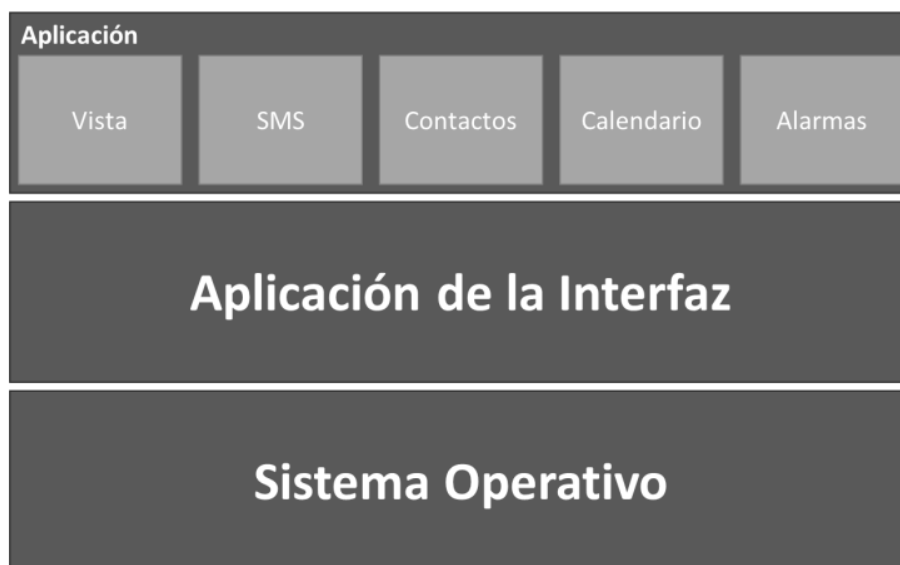 Aplicación
Vista
SMS
Contactos
Calendario
Alarmas
Aplicación de la Interfaz
Sistema Operativo